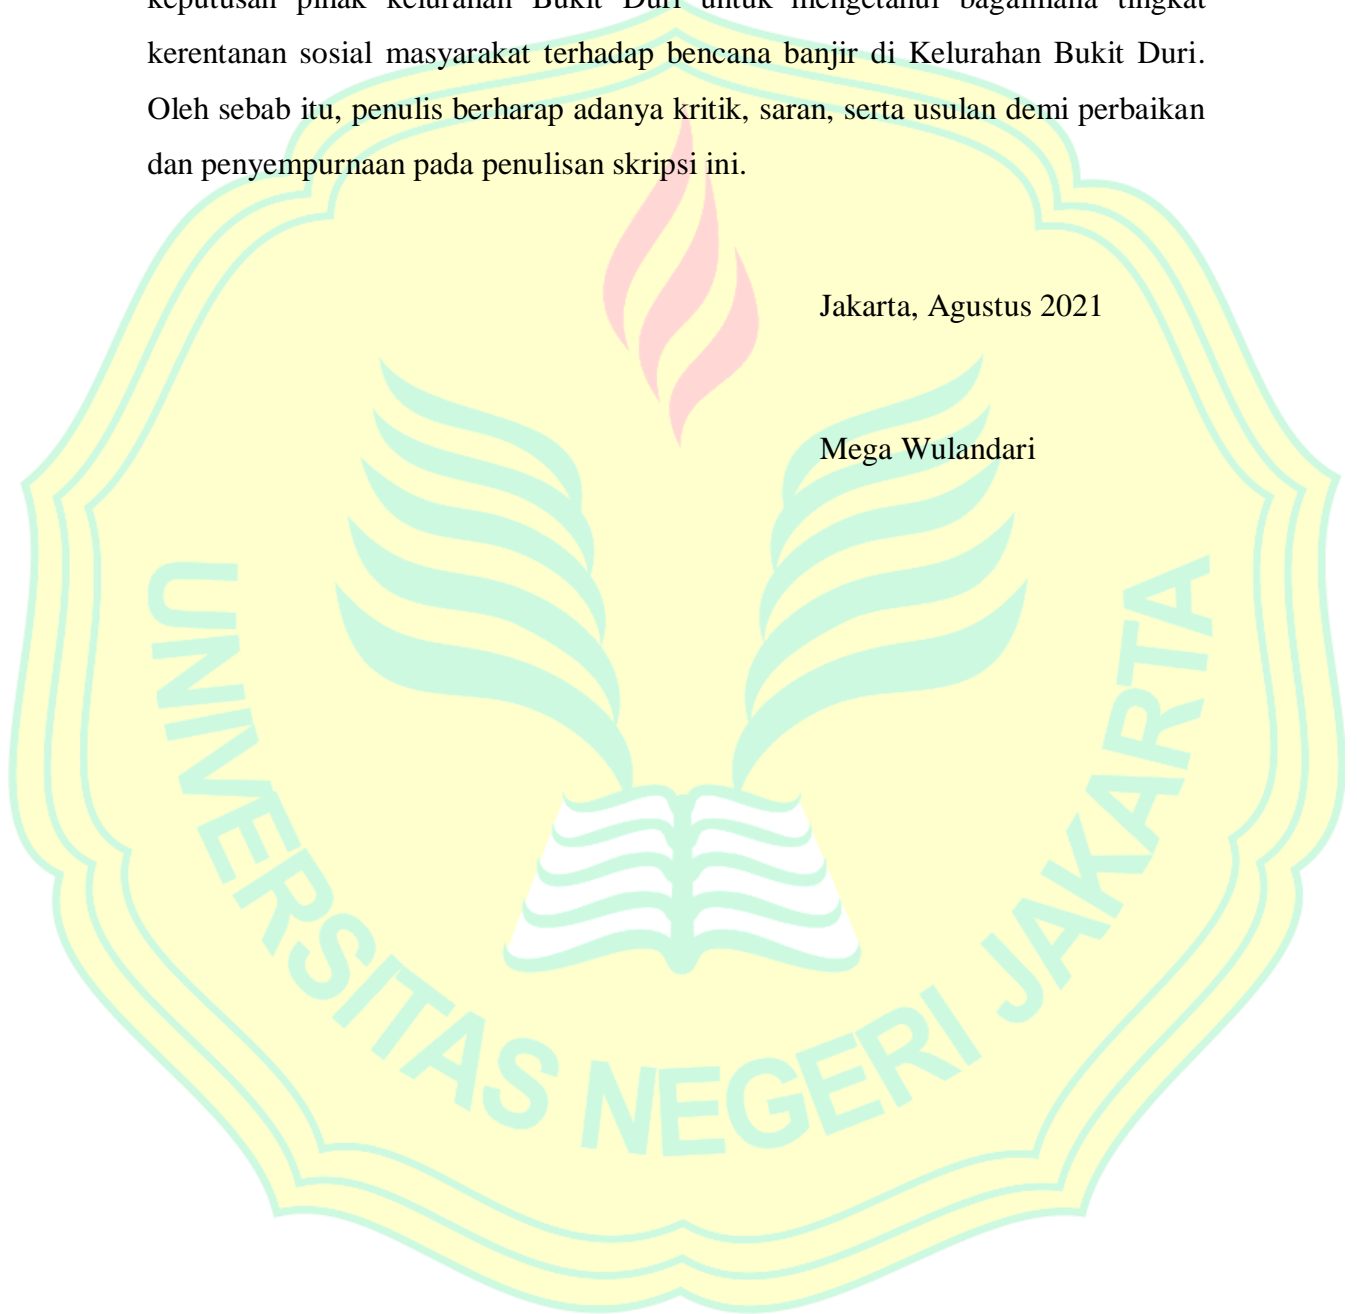 keputusan pihak kelurahan Bukit Duri untuk mengetahui bagaimana tingkat
kerentanan sosial masyarakat terhadap bencana banjir di Kelurahan Bukit Duri.
Oleh sebab itu, penulis berharap adanya kritik, saran, serta usulan demi perbaikan
dan penyempurnaan pada penulisan skripsi ini.
Jakarta, Agustus 2021
Mega Wulandari
UNIVERSITAS NEGERI JAKARTA